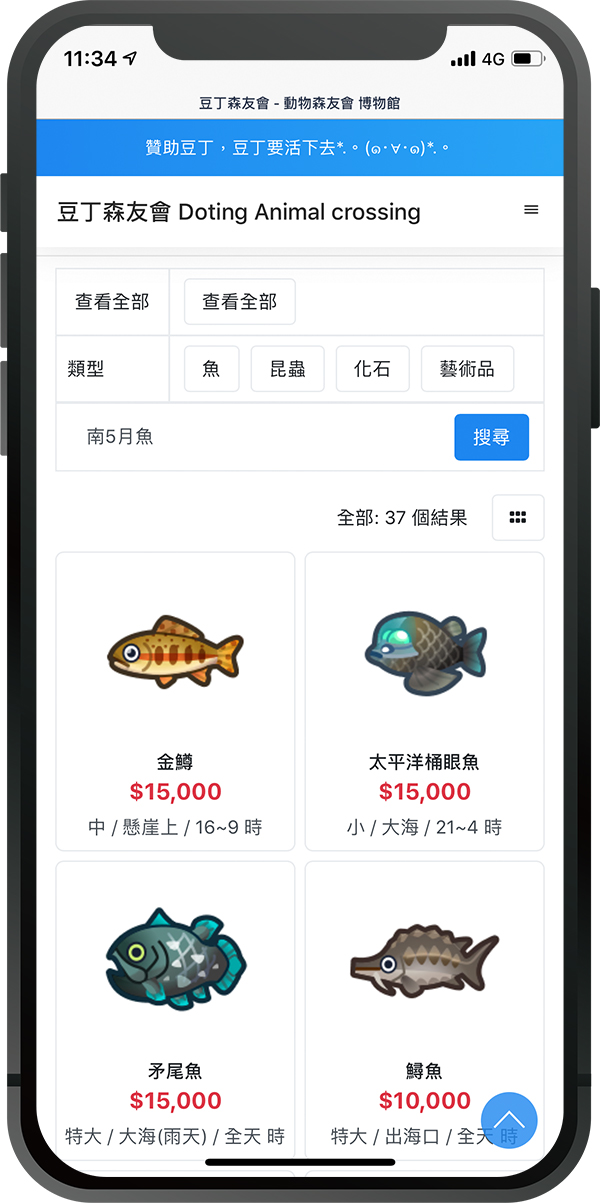 11:34 4G
豆丁森友會 - 動物森友會 博物館
贊助豆丁，豆丁要活下去*.。(๑･∀･๑)*.。
豆丁森友會 Doting Animal crossing
查看全部 查看全部
類型 魚 昆蟲 化石 藝術品
南5月魚 搜尋
全部: 37 個結果
金鱒 太平洋桶眼魚
$15,000 $15,000
中 / 懸崖上 / 16~9 時 小 / 大海 / 21~4 時
矛尾魚 鱘魚
$15,000 $10,000
特大 / 大海(雨天) / 全天 時 特大 / 出海口 / 全天 時